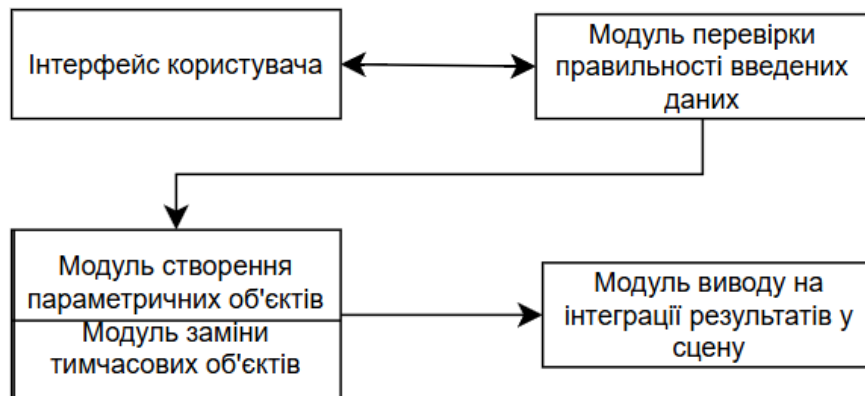 Інтерфейс користувача
Модуль перевірки
правильності введених
даних
Модуль створення
параметричних об'єктів
Модуль заміни
тимчасових об'єктів
Модуль виводу на
інтеграції результатів у
сцену